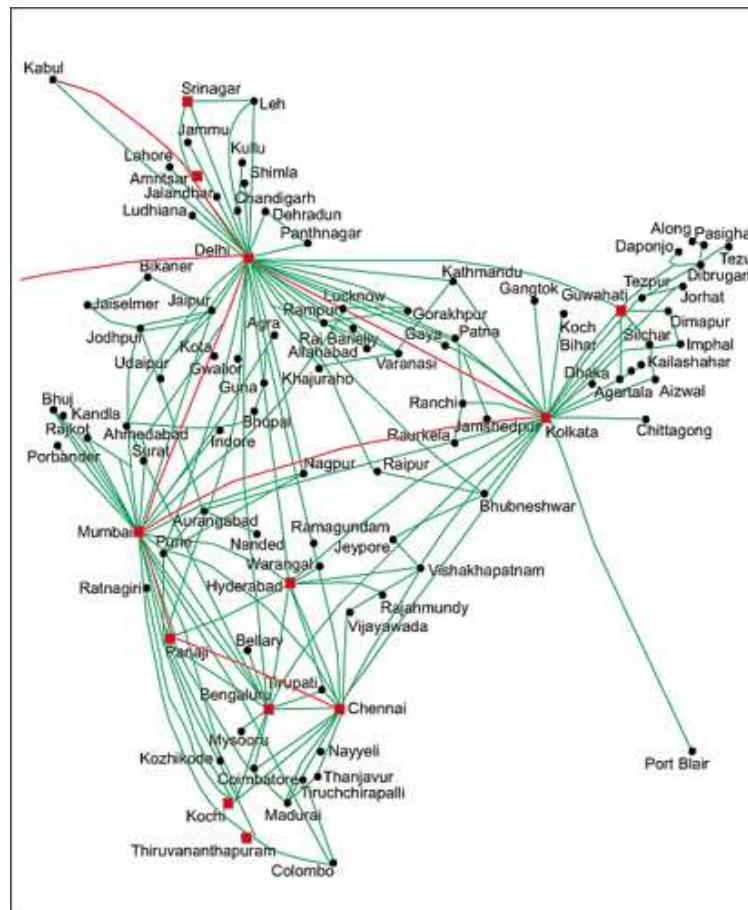 Kabul
Srinagar
Leh
Jammu
Kullu
Lahore
Shimla
Amritsar
Jalandhar
Chandigarh
Ludhiana
Dehradun
Panthnagar
Delhi
Bikaner
Along
Pasigha
Daponjo
Tezu
Dibrugarh
Kathmandu
Gangtok
Tezpur
Guwahati
Jorhat
Jaiselmer
Jaipur
Rampur
Lucknow
Gorakhpur
Koch
Bihar
Dimapur
Jodhpur
Agra
Rai Barielly
Gaya
Patna
Silchar
Imphal
Kota
Allahabad
Varanasi
Udaipur
Gwalior
Khajuraho
Dhaka
Kailashahar
Guna
Agartala
Aizwal
Bhuj
Kandla
Ranchi
Rajkot
Ahmedabad
Bhopal
Jamshedpur
Kolkata
Chittagong
Indore
Raurkela
Porbander
Surat
Nagpur
Raipur
Bhubneshwar
Aurangabad
Ramagundam
Mumbai
Pune
Nanded
Jeypore
Warangal
Vishakhapatnam
Ratnagiri
Hyderabad
Rajahmundy
Vijayawada
Panaji
Bellary
Tirupati
Bengaluru
Chennai
Mysooru
Nayyeli
Port Blair
Kozhikode
Coimbatore
Thanjavur
Tiruchchirapalli
Kochi
Madurai
Thiruvananthapuram
Colombo